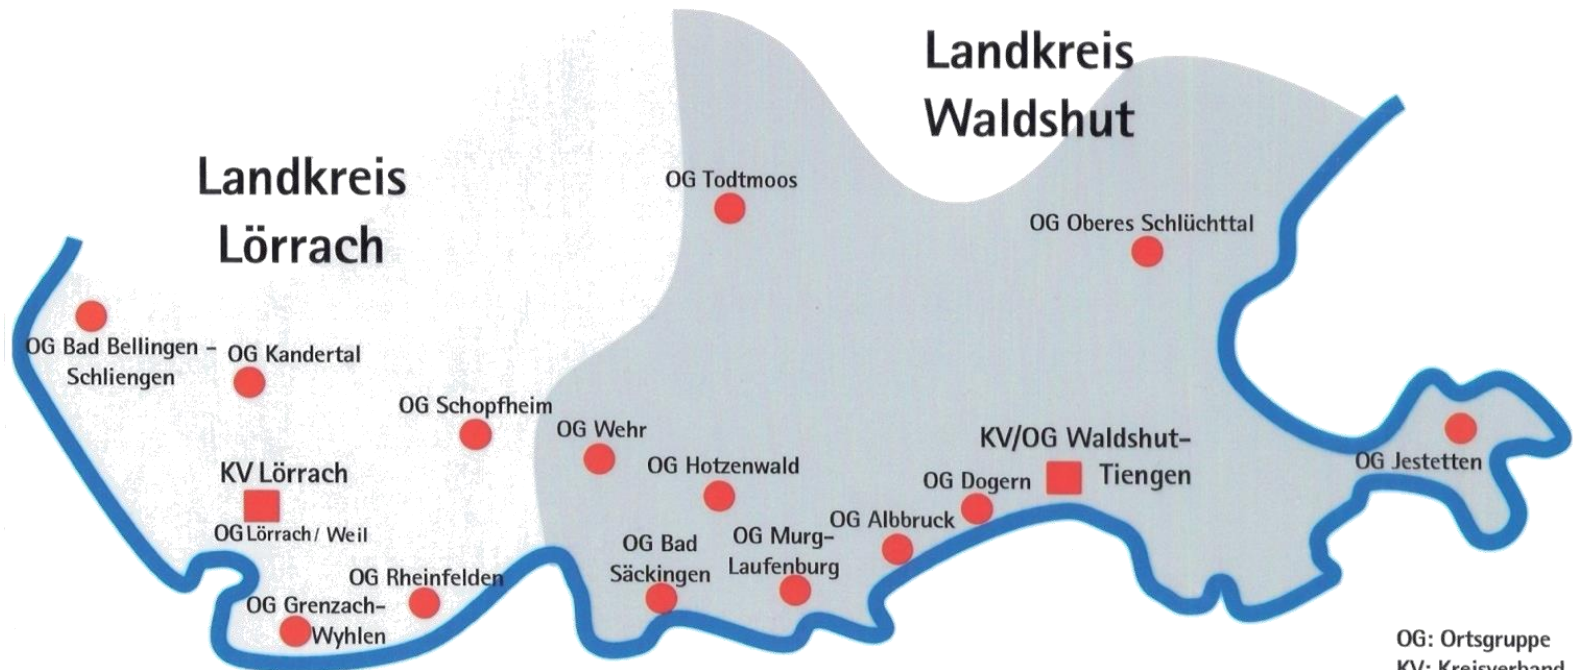 Landkreis
Waldshut
Landkreis
Lörrach
OG Todtmoos
OG Oberes Schlüchttal
OG Bad Bellingen -
Schliengen
OG Kandertal
OG Schopfheim
OG Wehr
KV/OG Waldshut-
Tiengen
OG Jestetten
KV Lörrach
OG Lörrach / Weil
OG Hotzenwald
OG Dogern
OG Albbruck
OG Murg-
Laufenburg
OG Bad
Säckingen
OG Rheinfelden
OG Grenzach-
Wyhlen
OG: Ortsgruppe
KV: Kreisverband